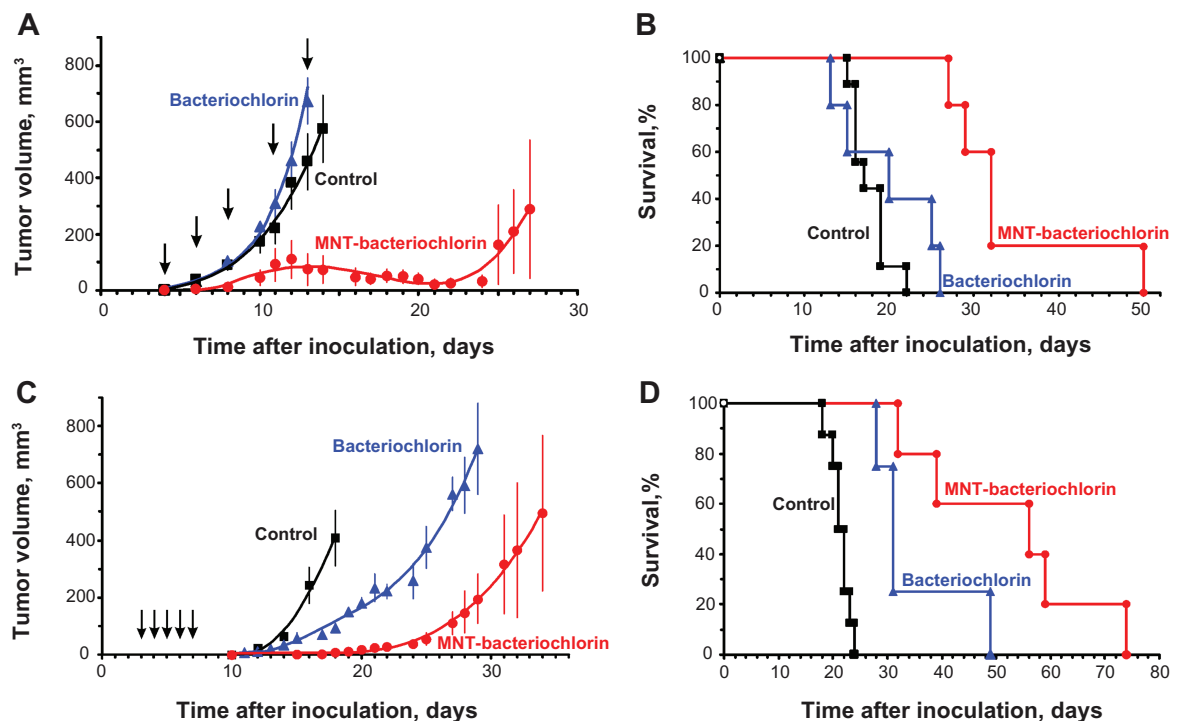 A
Tumor volume, mm³
800
600
400
200
0
10
20
30
Bacteriochlorin
Control
MNT-bacteriochlorin
Time after inoculation, days
B
Survival,%
100
80
60
40
20
0
0
10
20
30
40
50
Control
MNT-bacteriochlorin
Bacteriochlorin
Time after inoculation, days
C
Tumor volume, mm³
800
600
400
200
0
10
20
30
Bacteriochlorin
Control
MNT-bacteriochlorin
Time after inoculation, days
D
Survival,%
100
80
60
40
20
0
0
10
20
30
40
50
60
70
80
MNT-bacteriochlorin
Control
Bacteriochlorin
Time after inoculation, days